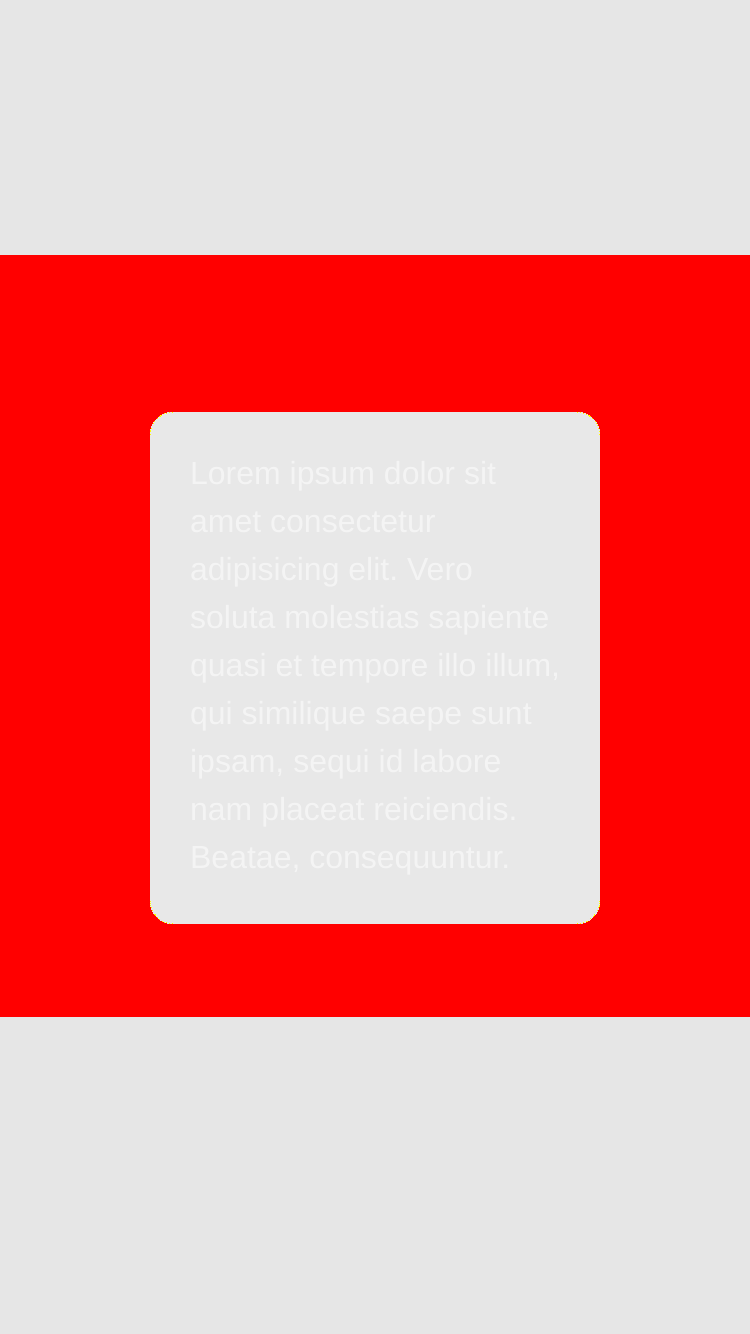 Lorem ipsum dolor sit
amet consectetur
adipisicing elit. Vero
soluta molestias sapiente
quasi et tempore illo illum,
qui similique saepe sunt
ipsam, sequi id labore
nam placeat reiciendis.
Beatae, consequuntur.